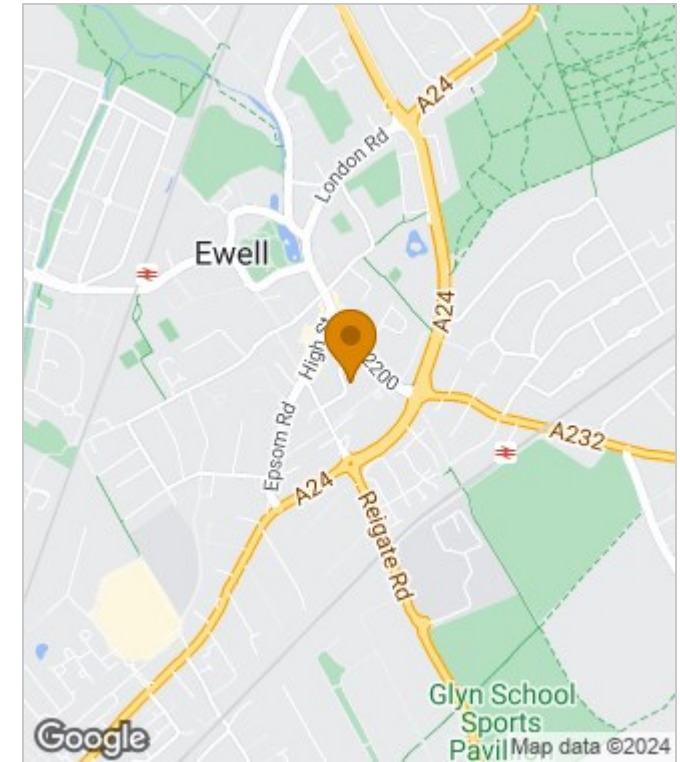 A24
London Rd
Ewell
A24
High St
2200
A232
Epsom Rd
A24
Reigate Rd
Glyn School
Sports
Pavil
Google
Map data ©2024